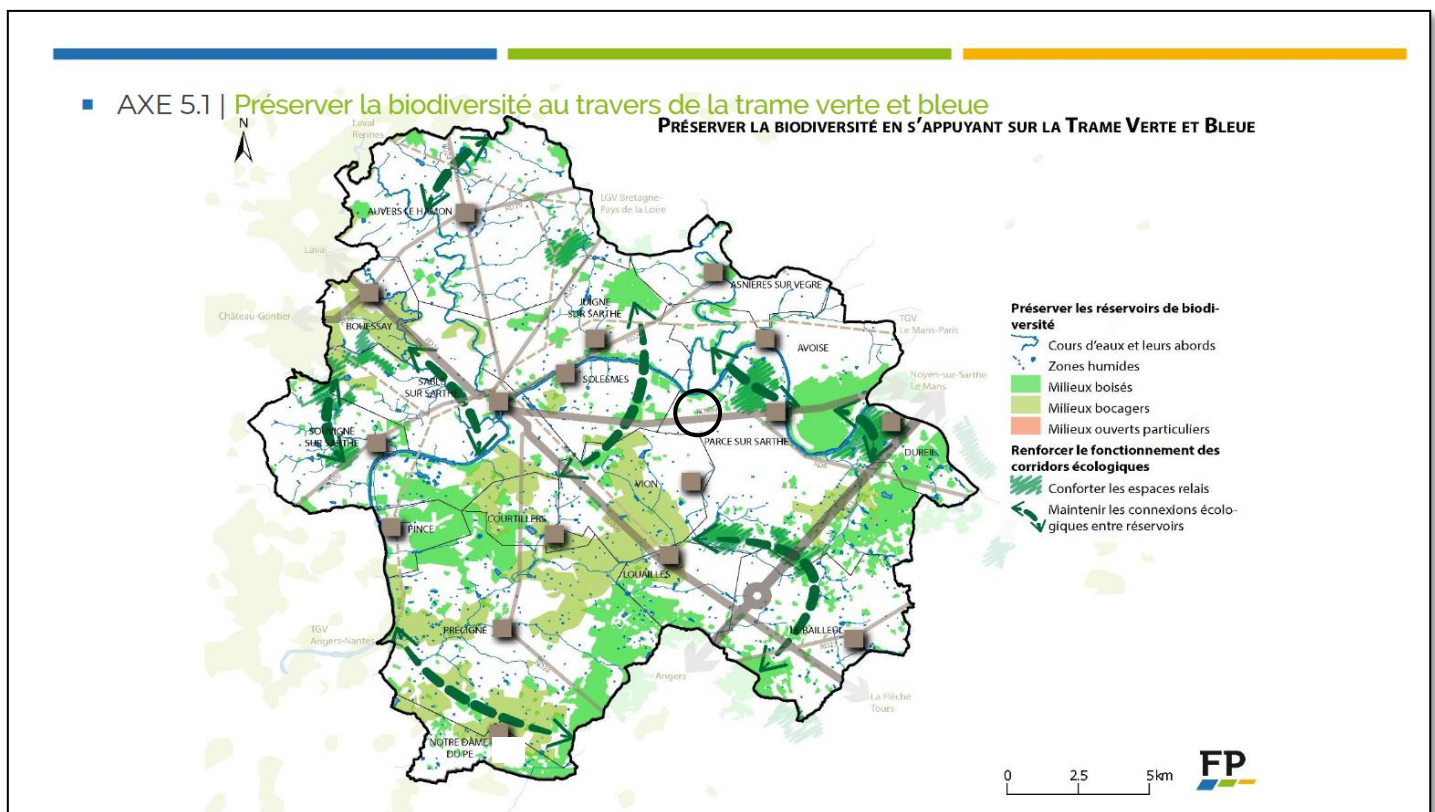 AXE 5.1 | Préserver la biodiversité au travers de la trame verte et bleue
PRÉSERVER LA BIODIVERSITÉ EN S'APPUYANT SUR LA TRAME VERTE ET BLEUE
N
Laval
Rennes
AUVERS LE HAMON
LGV Bretagne-
Pays de la Loire
Laval
ASNIERES SUR VEGRE
Château-Gontier
BOUESSAY
JUIGNE
SUR SARTHE
TGV
Le Mans-Paris
AVOISE
SABLE
SUR SARTHE
SOLESMES
Noyen-sur-Sarthe
Le Mans
SOUVIGNE
SUR SARTHE
PARCE SUR SARTHE
DUREIL
VION
PINCE
COURTILLERS
LOUAILLES
TGV
Angers-Nantes
PRECIGNE
LE BAILLEUL
Angers
La Flèche
Tours
NOTRE DAME
DU PE
Préserver les réservoirs de biodi-
versité
Cours d'eaux et leurs abords
Zones humides
Milieux boisés
Milieux bocagers
Milieux ouverts particuliers
Renforcer le fonctionnement des
corridors écologiques
Conforter les espaces relais
Maintenir les connexions écolo-
giques entre réservoirs
0 2.5 5km
FP